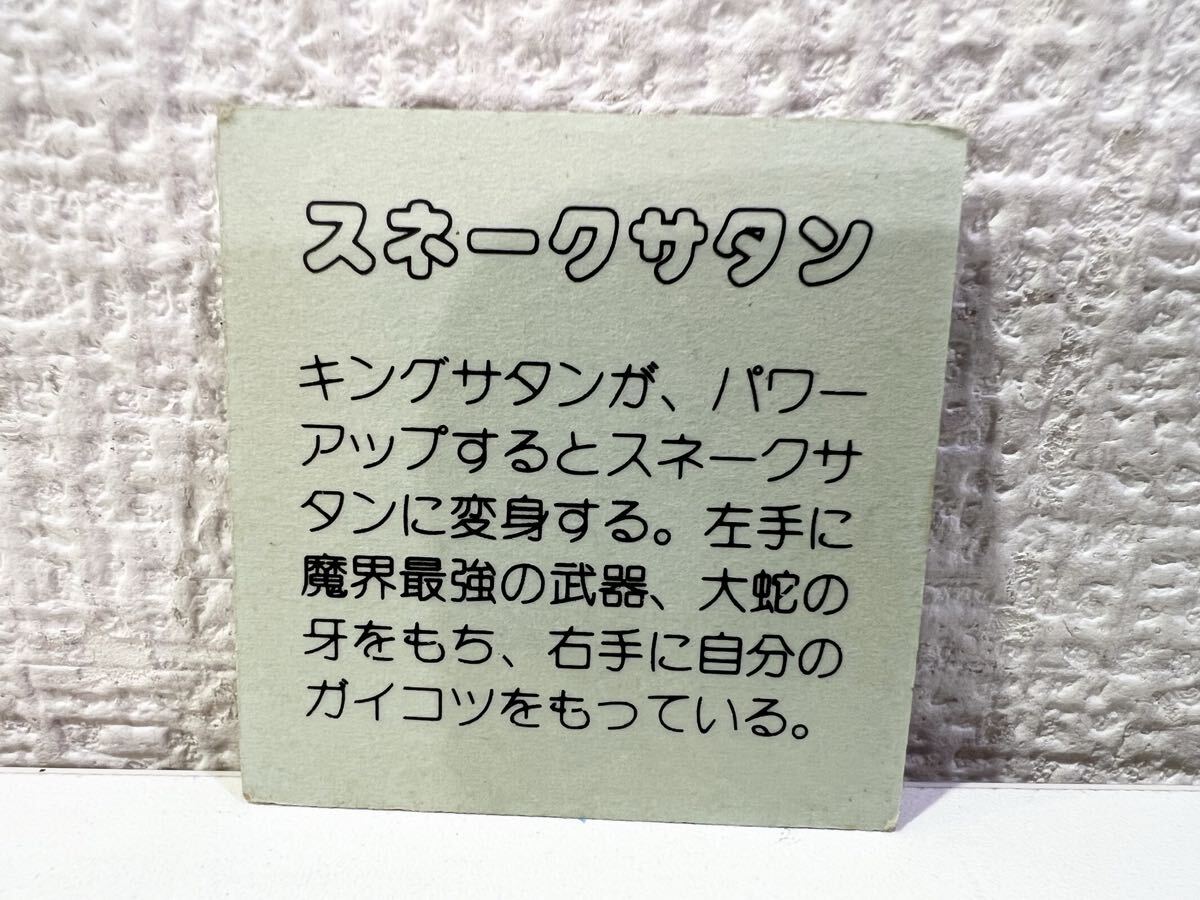 スネークサタン
キングサタンが、パワー
アップするとスネークサ
タンに変身する。左手に
魔界最強の武器、大蛇の
牙をもち、右手に自分の
ガイコツをもっている。